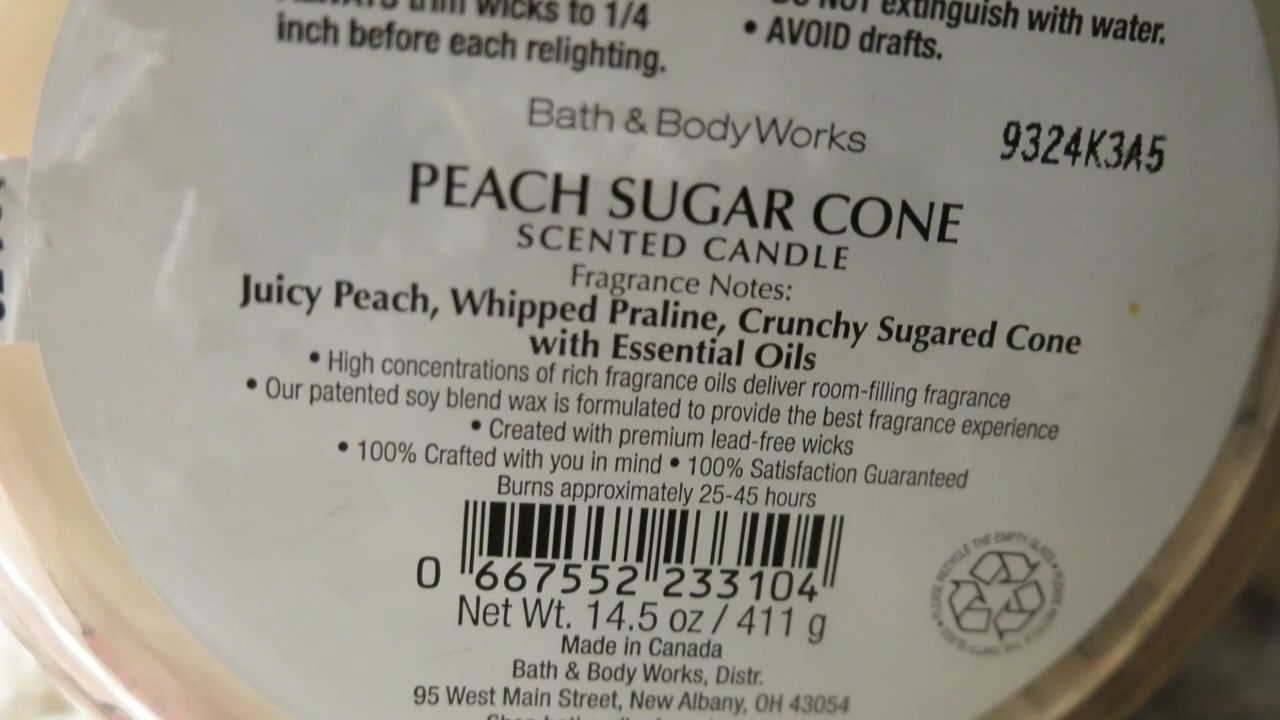 trim wicks to 1/4
inch before each relighting.
NOT extinguish with water.
• AVOID drafts.
Bath & Body Works
9324K3A5
PEACH SUGAR CONE
SCENTED CANDLE
Fragrance Notes:
Juicy Peach, Whipped Praline, Crunchy Sugared Cone
with Essential Oils
• High concentrations of rich fragrance oils deliver room-filling fragrance
• Our patented soy blend wax is formulated to provide the best fragrance experience
• Created with premium lead-free wicks
• 100% Crafted with you in mind • 100% Satisfaction Guaranteed
Burns approximately 25-45 hours
0 667552 233104
Net Wt. 14.5 oz / 411 g
PLEASE RECYCLE THE EMPTY GLASS •
Made in Canada
Bath & Body Works, Distr.
95 West Main Street, New Albany, OH 43054